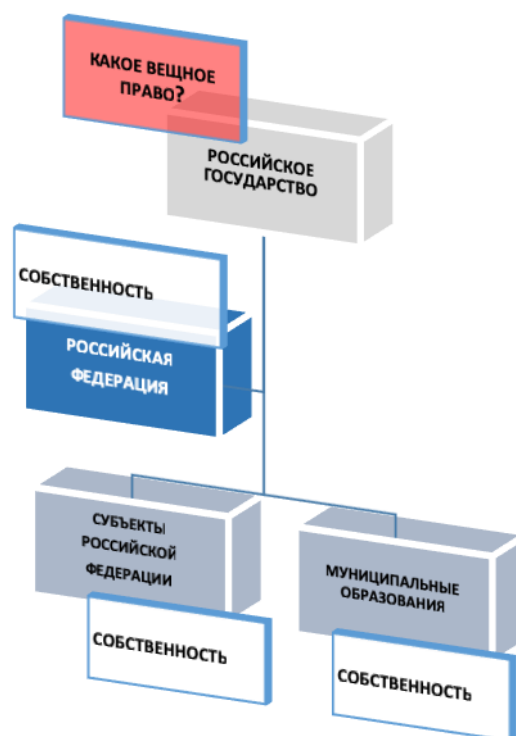 КАКОЕ ВЕЩНОЕ
ПРАВО?
РОССИЙСКОЕ
ГОСУДАРСТВО
СОБСТВЕННОСТЬ
РОССИЙСКАЯ
ФЕДЕРАЦИЯ
СУБЪЕКТЫ
РОССИЙСКОЙ
ФЕДЕРАЦИИ
СОБСТВЕННОСТЬ
МУНИЦИПАЛЬНЫЕ
ОБРАЗОВАНИЯ
СОБСТВЕННОСТЬ